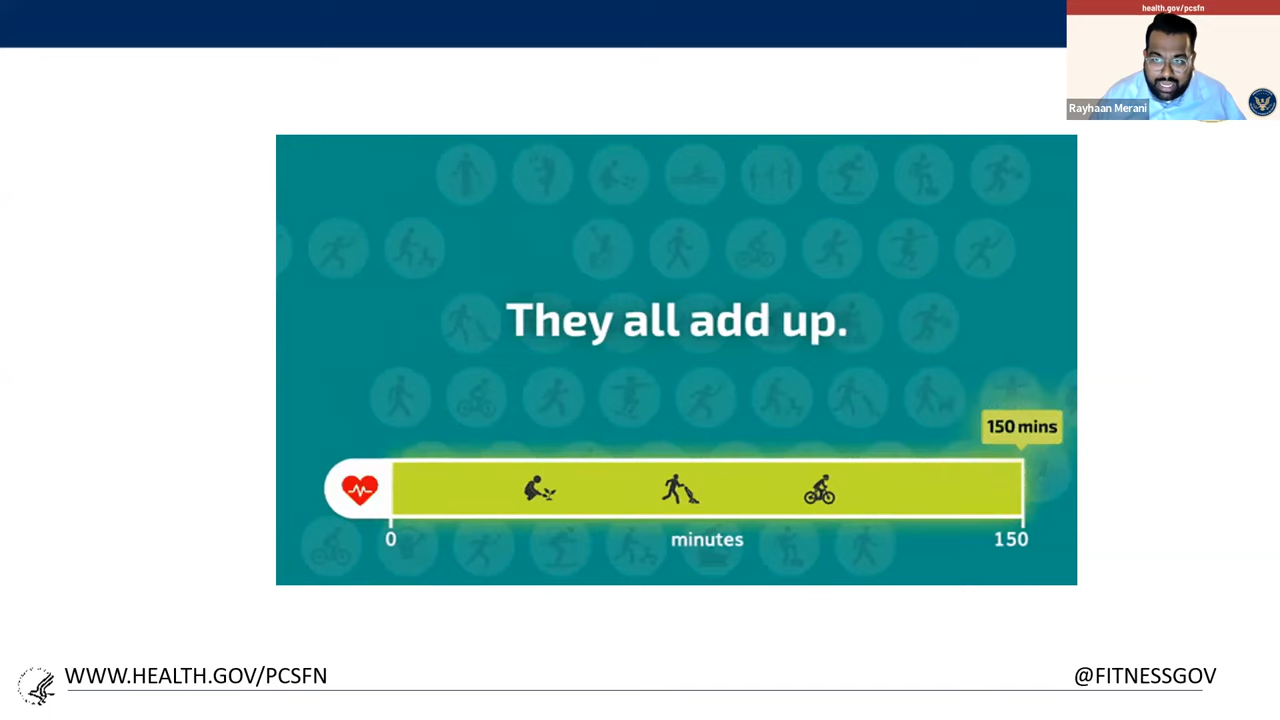 health.gov/pcsfn
Rayhaan Merani
They all add up.
150 mins
0
minutes
150
WWW.HEALTH.GOV/PCSFN
@FITNESSGOV